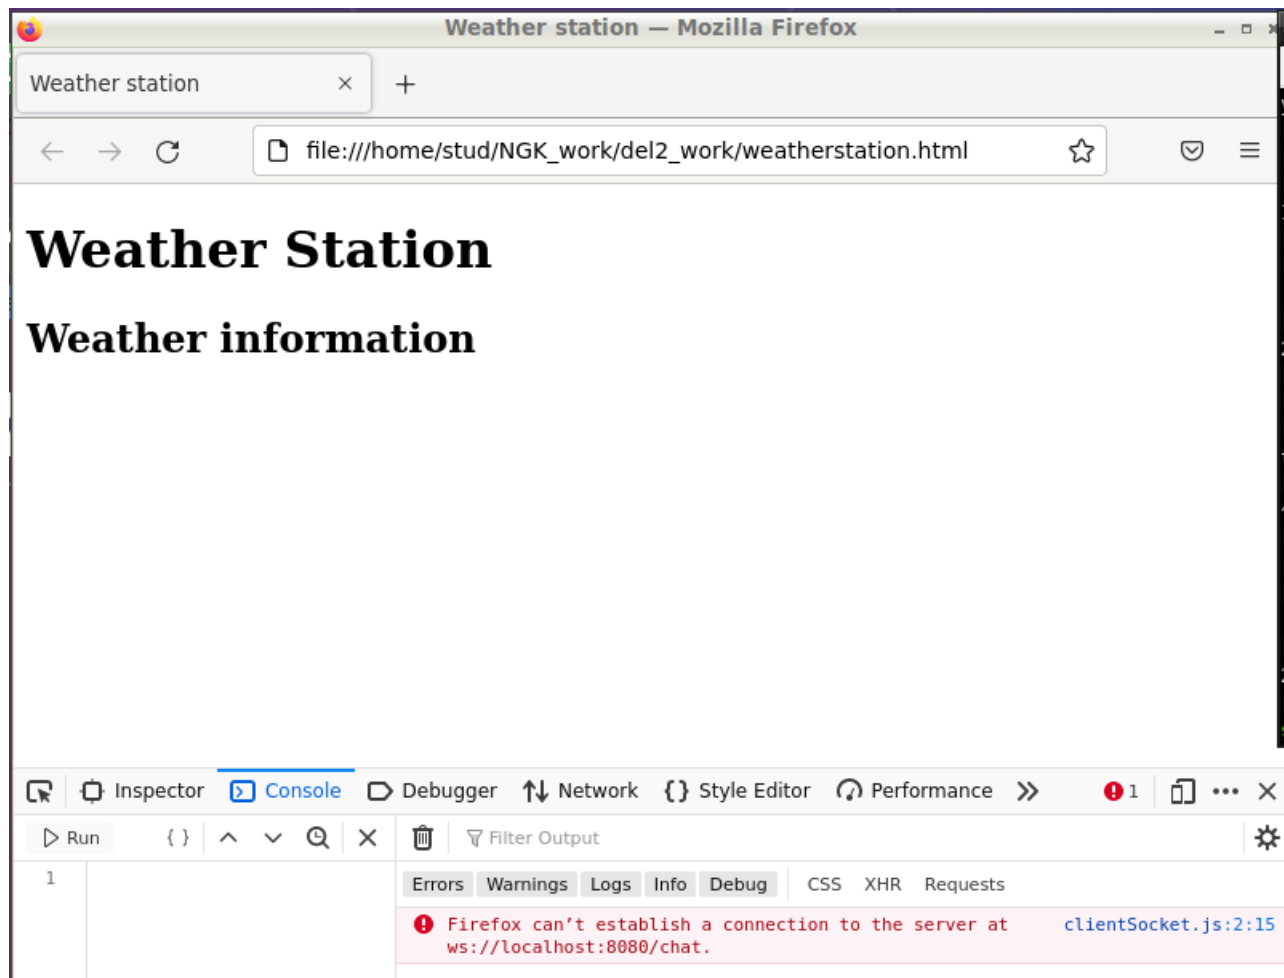 Weather station — Mozilla Firefox
Weather station
file:///home/stud/NGK_work/del2_work/weatherstation.html
Weather Station
Weather information
Inspector Console Debugger Network {} Style Editor Performance 1
Run { } Filter Output
1
Errors Warnings Logs Info Debug CSS XHR Requests
Firefox can’t establish a connection to the server at clientSocket.js:2:15
ws://localhost:8080/chat.